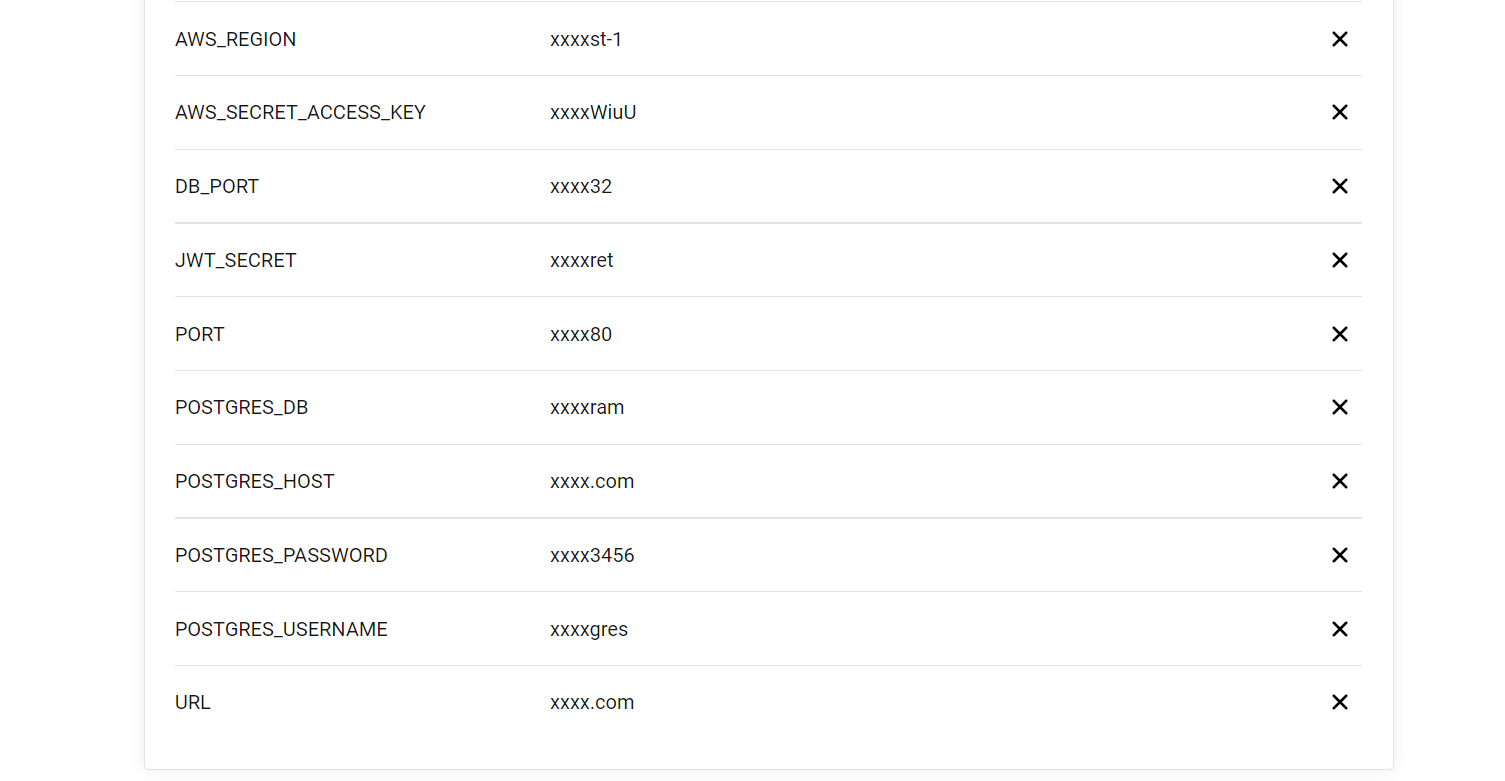 AWS_REGION xxxxst-1
AWS_SECRET_ACCESS_KEY xxxxWiuU
DB_PORT xxxx32
JWT_SECRET xxxxret
PORT xxxx80
POSTGRES_DB xxxxram
POSTGRES_HOST xxxx.com
POSTGRES_PASSWORD xxxx3456
POSTGRES_USERNAME xxxxgres
URL xxxx.com